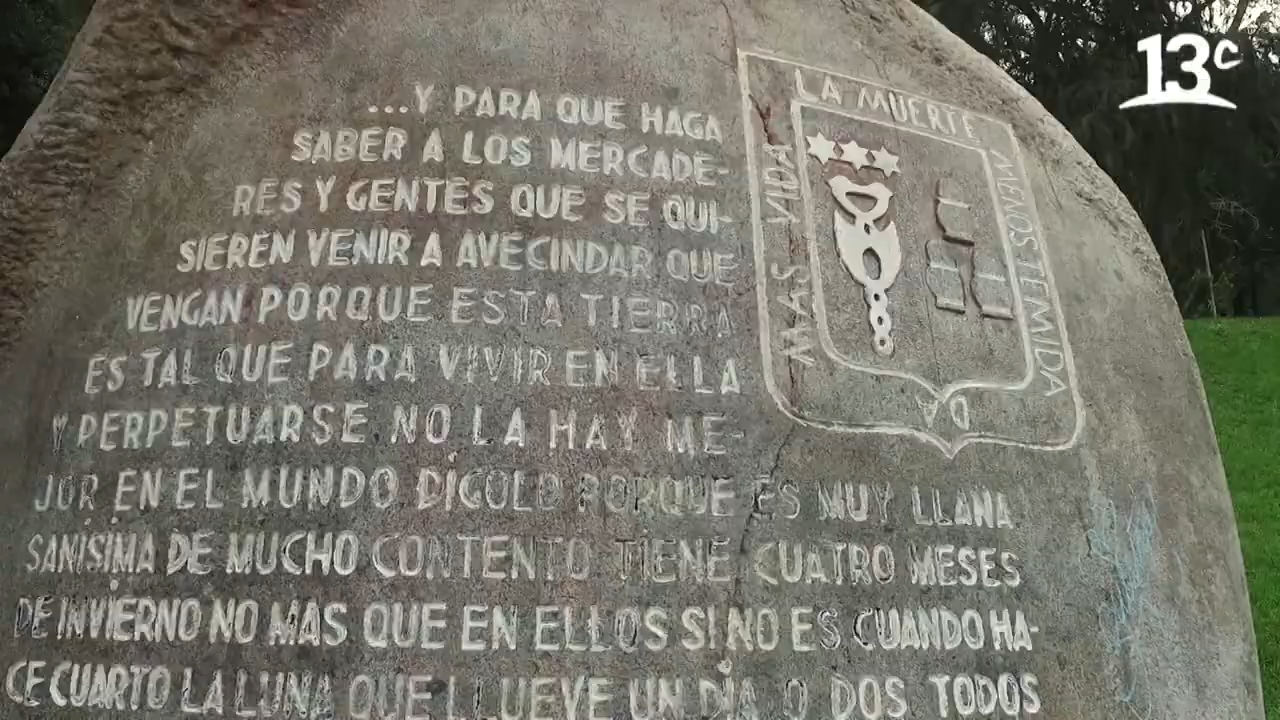 13c
...Y PARA QUE HAGA
SABER A LOS MERCADE-
RES Y GENTES QUE SE QUI-
SIEREN VENIR A AVECINDAR QUE
VENGAN PORQUE ESTA TIERRA
ES TAL QUE PARA VIVIR EN ELLA
Y PERPETUARSE NO LA HAY ME-
JOR EN EL MUNDO DÍGOLO PORQUE ES MUY LLANA
SANISIMA DE MUCHO CONTENTO TIENE CUATRO MESES
DE INVIERNO NO MAS QUE EN ELLOS SI NO ES CUANDO HA-
CE CUARTO LA LUNA QUE LLUEVE UN DÍA O DOS TODOS
LA MUERTE
MENOS TEMIDA
DA
MAS VIDA